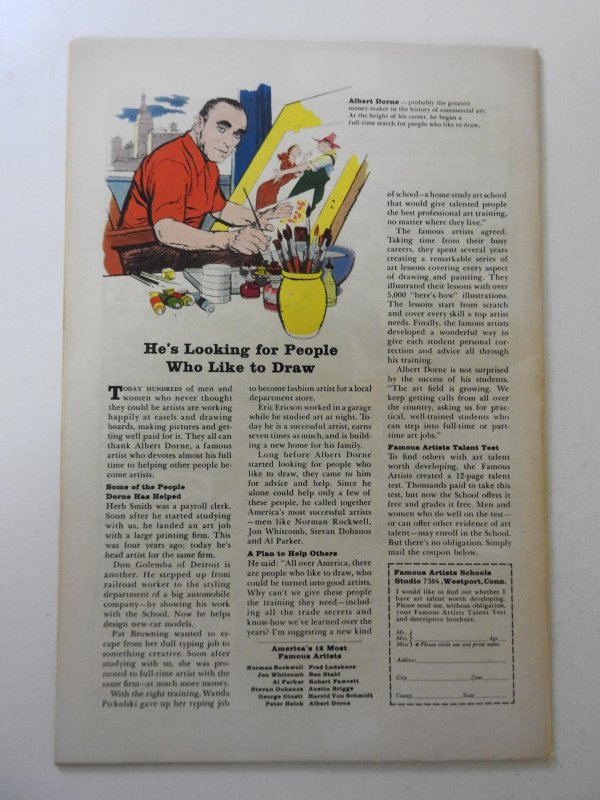 Albert Dorne — probably the greatest
money-maker in the history of commercial art.
At the height of his career, he began a
full-time search for people who like to draw.
He's Looking for People
Who Like to Draw
TODAY HUNDREDS of men and
women who never thought
they could be artists are working
happily at easels and drawing
boards, making pictures and get-
ting well paid for it. They all can
thank Albert Dorne, a famous
artist who devotes almost his full
time to helping other people be-
come artists.
Some of the People
Dorne Has Helped
Herb Smith was a payroll clerk.
Soon after he started studying
with us, he landed an art job
with a large printing firm. This
was four years ago; today he's
head artist for the same firm.
Don Golemba of Detroit is
another. He stepped up from
railroad worker to the styling
department of a big automobile
company—by showing his work
with the School. Now he helps
design new-car models.
Pat Browning wanted to es-
cape from her dull typing job to
something creative. Soon after
studying with us, she was pro-
moted to full-time artist with the
same firm—at much more money.
With the right training, Wanda
Pickulski gave up her typing job
to become fashion artist for a local
department store.
Eric Ericson worked in a garage
while he studied art at night. To-
day he is a successful artist, earns
seven times as much, and is build-
ing a new home for his family.
Long before Albert Dorne
started looking for people who
like to draw, they came to him
for advice and help. Since he
alone could help only a few of
these people, he called together
America's most successful artists
—men like Norman Rockwell,
Jon Whitcomb, Stevan Dohanos
and Al Parker.
A Plan to Help Others
He said: "All over America, there
are people who like to draw, who
could be turned into good artists.
Why can't we give these people
the training they need—includ-
ing all the trade secrets and
know-how we've learned over the
years? I'm suggesting a new kind
America's 12 Most
Famous Artists
Norman Rockwell Fred Ludekens
Jon Whitcomb Ben Stahl
Al Parker Robert Fawcett
Stevan Dohanos Austin Briggs
George Giusti Harold Von Schmidt
Peter Helck Albert Dorne
of school—a home-study art school
that would give talented people
the best professional art training,
no matter where they live."
The famous artists agreed.
Taking time from their busy
careers, they spent several years
creating a remarkable series of
art lessons covering every aspect
of drawing and painting. They
illustrated their lessons with over
5,000 "here's-how" illustrations.
The lessons start from scratch
and cover every skill a top artist
needs. Finally, the famous artists
developed a wonderful way to
give each student personal cor-
rection and advice all through
his training.
Albert Dorne is not surprised
by the success of his students.
"The art field is growing. We
keep getting calls from all over
the country, asking us for prac-
tical, well-trained students who
can step into full-time or part-
time art jobs."
Famous Artists Talent Test
To find others with art talent
worth developing, the Famous
Artists created a 12-page talent
test. Thousands paid to take this
test, but now the School offers it
free and grades it free. Men and
women who do well on the test—
or can offer other evidence of art
talent—may enroll in the School.
But there's no obligation. Simply
mail the coupon below.
Famous Artists Schools
Studio 7584, Westport, Conn.
I would like to find out whether I
have art talent worth developing.
Please send me, without obligation,
your Famous Artists Talent Test
and descriptive brochure.
Mr.
Mrs. Age
Miss Please circle one and print name
Address
City Zone
County State